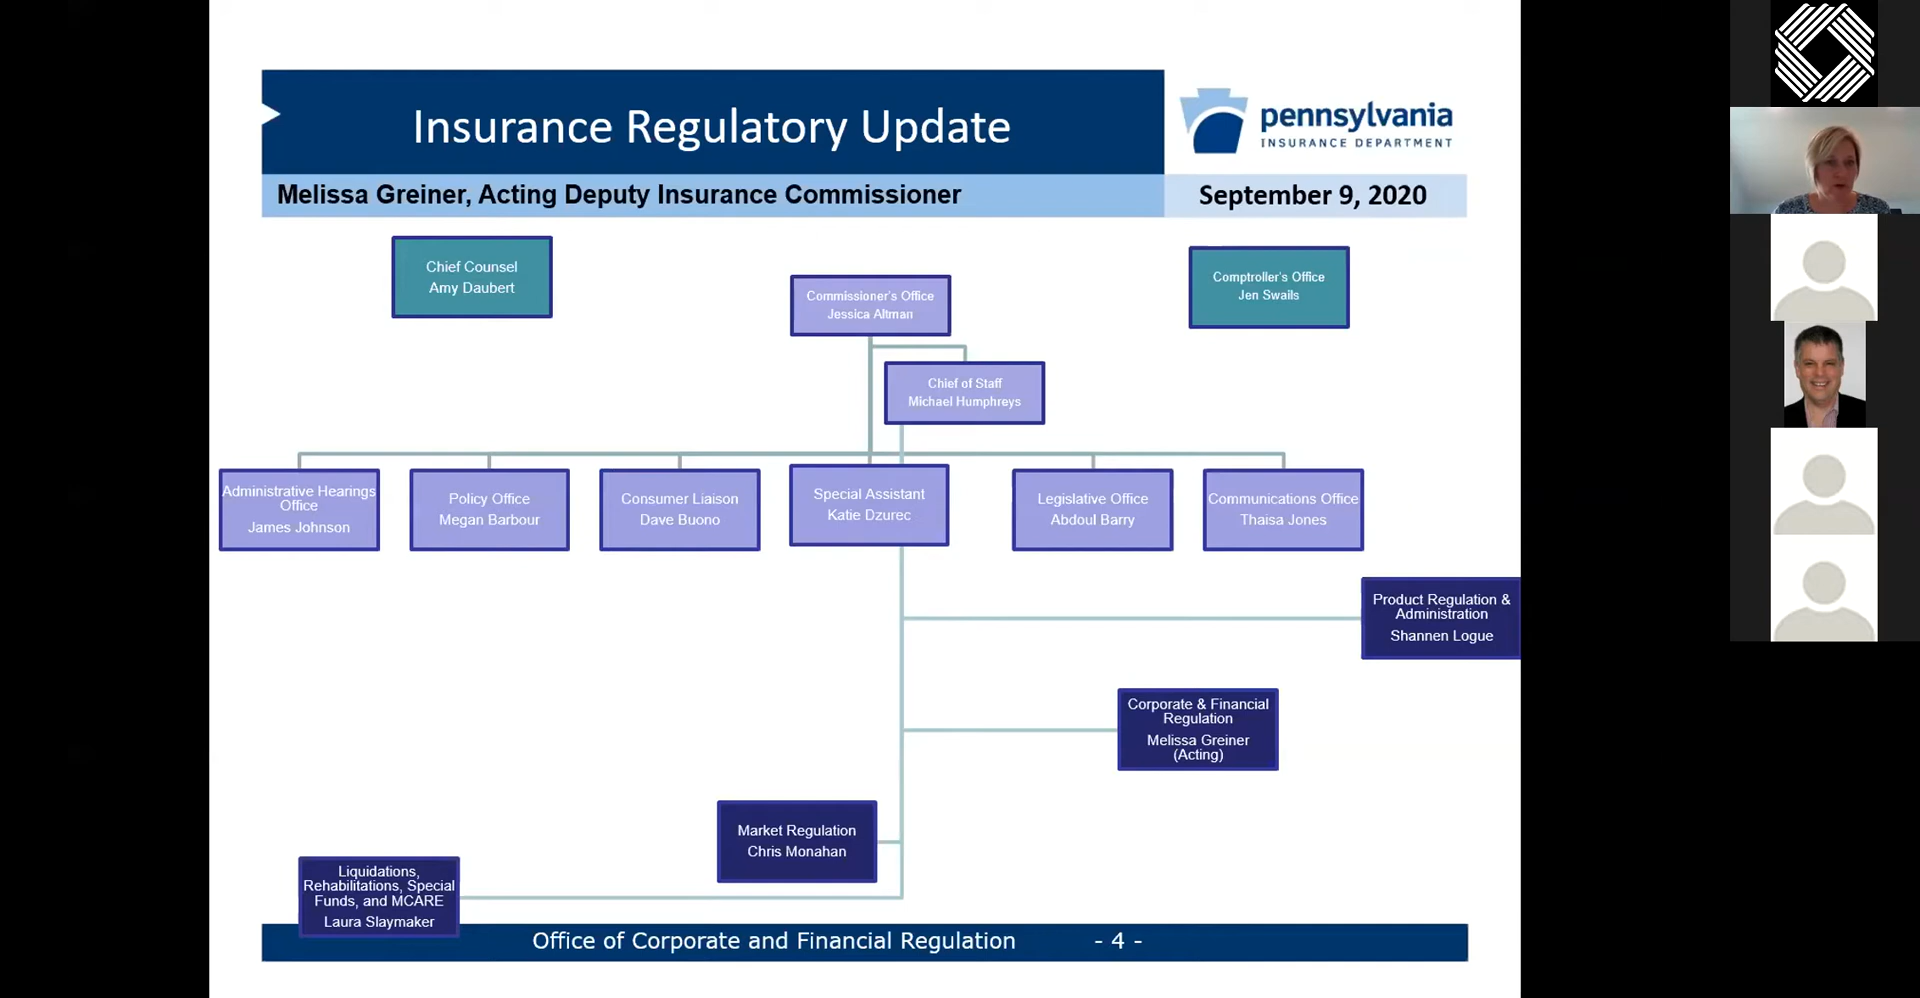 Insurance Regulatory Update
pennsylvania
INSURANCE DEPARTMENT
Melissa Greiner, Acting Deputy Insurance Commissioner
September 9, 2020
Chief Counsel
Amy Daubert
Comptroller's Office
Jen Swails
Commissioner's Office
Jessica Altman
Chief of Staff
Michael Humphreys
Administrative Hearings
Office
James Johnson
Policy Office
Megan Barbour
Consumer Liaison
Dave Buono
Special Assistant
Katie Dzurec
Legislative Office
Abdoul Barry
Communications Office
Thaisa Jones
Product Regulation &
Administration
Shannen Logue
Corporate & Financial
Regulation
Melissa Greiner
(Acting)
Market Regulation
Chris Monahan
Liquidations,
Rehabilitations, Special
Funds, and MCARE
Laura Slaymaker
Office of Corporate and Financial Regulation
- 4 -